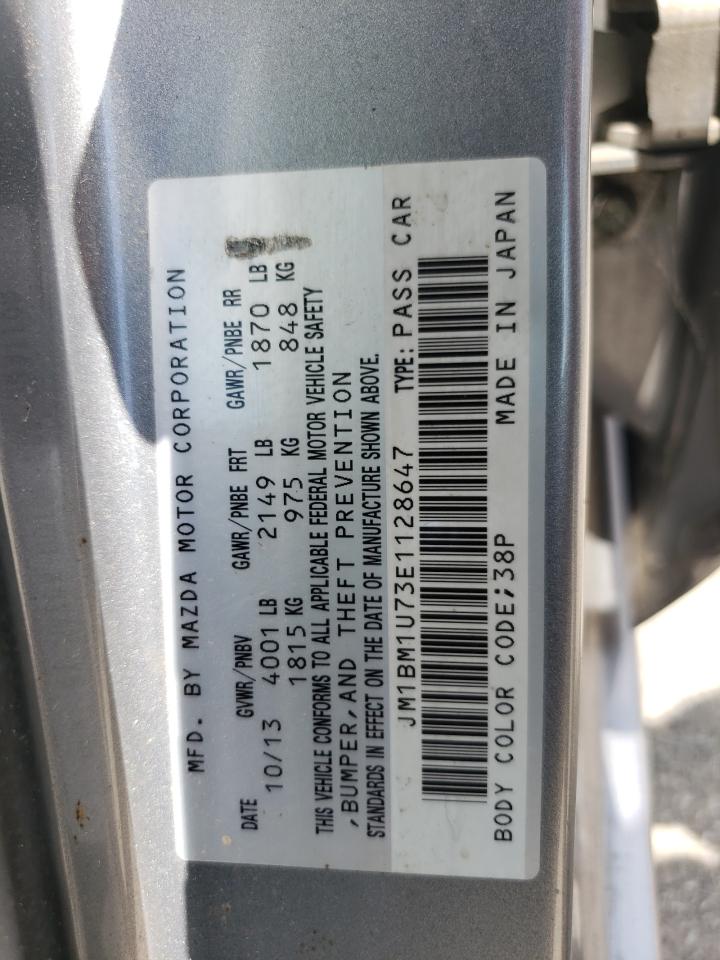 MFD. BY MAZDA MOTOR CORPORATION
DATE GVWR/PNBV GAWR/PNBE FRT GAWR/PNBE RR
10/13 4001 LB 2149 LB 1870 LB
1815 KG 975 KG 848 KG
THIS VEHICLE CONFORMS TO ALL APPLICABLE FEDERAL MOTOR VEHICLE SAFETY
,BUMPER,AND THEFT PREVENTION
STANDARDS IN EFFECT ON THE DATE OF MANUFACTURE SHOWN ABOVE.
JM1BM1U73E1128647 TYPE: PASS CAR
BODY COLOR CODE;38P MADE IN JAPAN